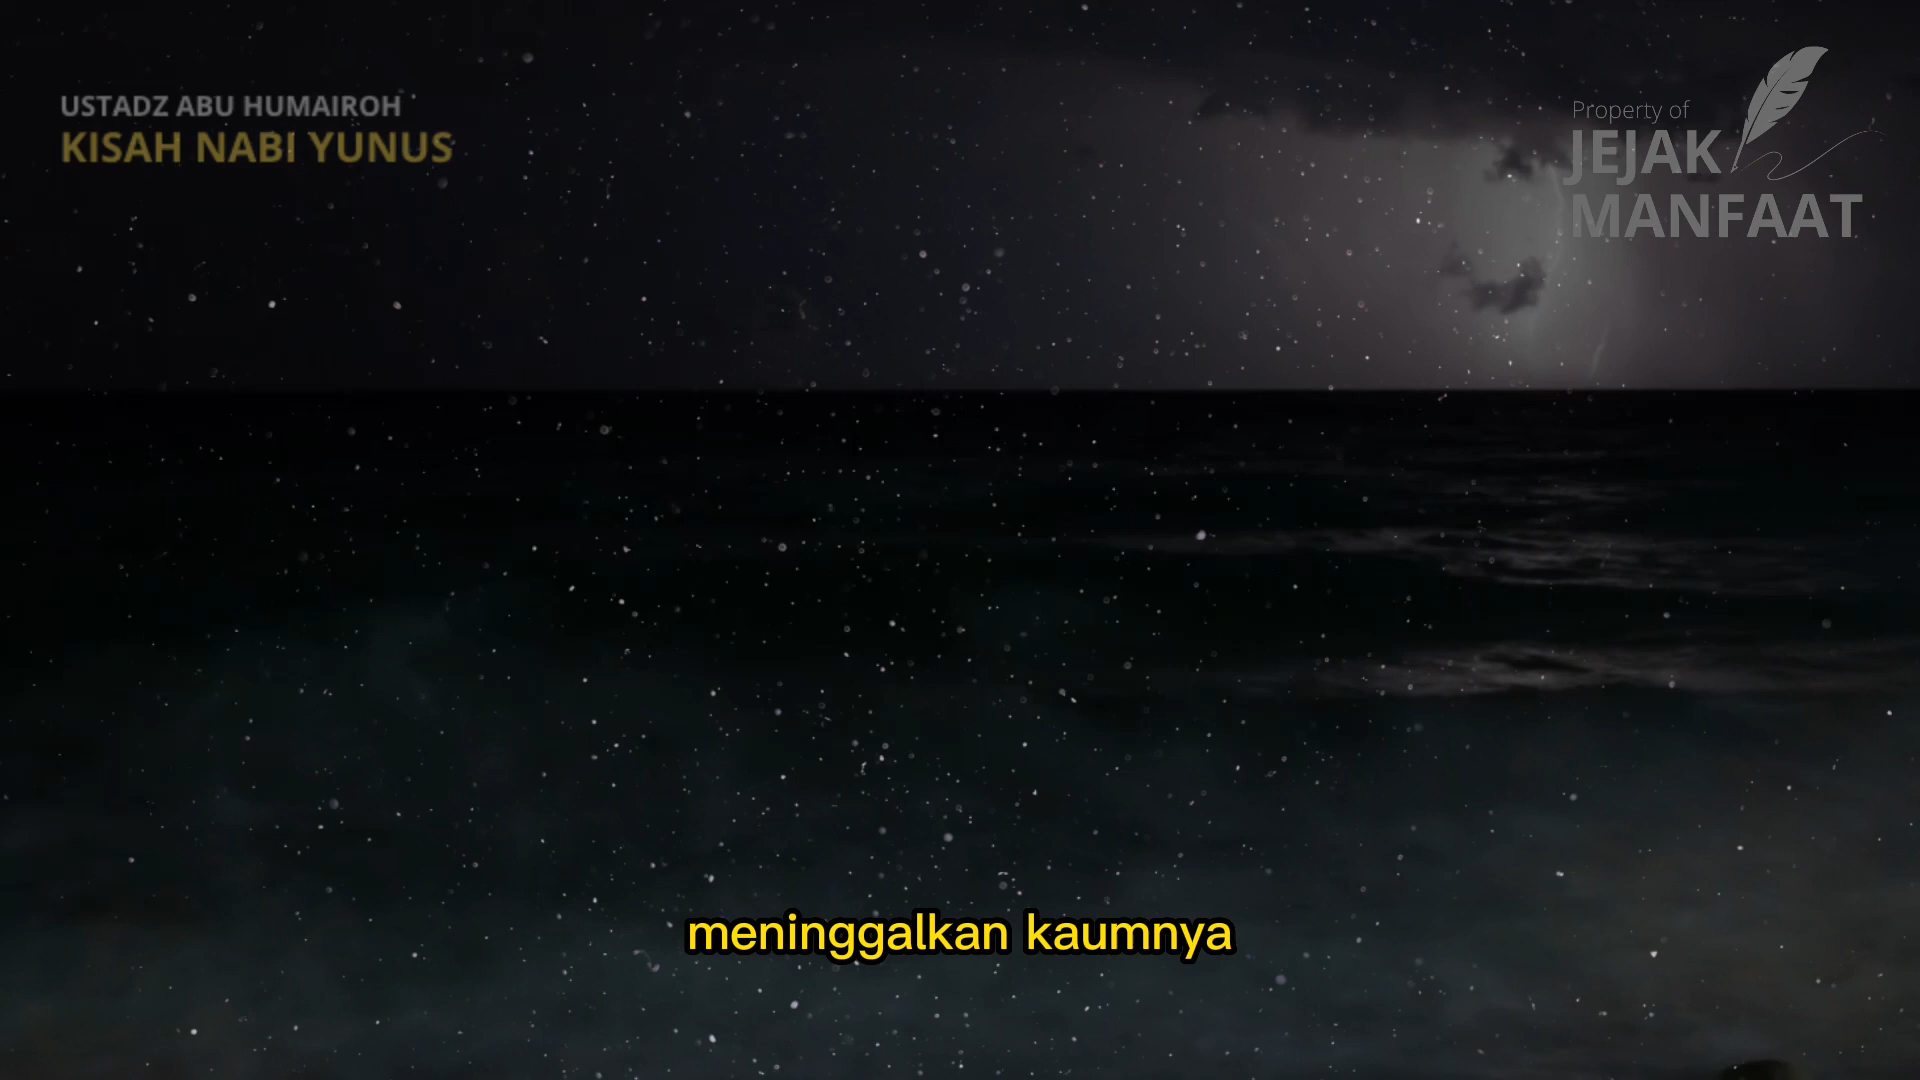 USTADZ ABU HUMAIROH
KISAH NABI YUNUS
Property of
JEJAK
MANFAAT
meninggalkan kaumnya